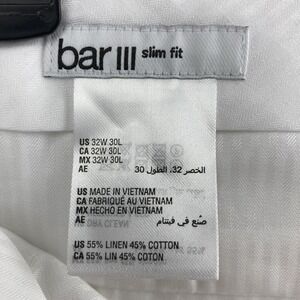 bar III slim fit
US 32W 30L
CA 32W 30L
MX 32W 30L
AE الخصر 32، الطول 30
US MADE IN VIETNAM
CA FABRIQUÉ AU VIETNAM
MX HECHO EN VIETNAM
AE صنع في فيتنام
US 55% LINEN 45% COTTON
CA 55% LIN 45% COTON